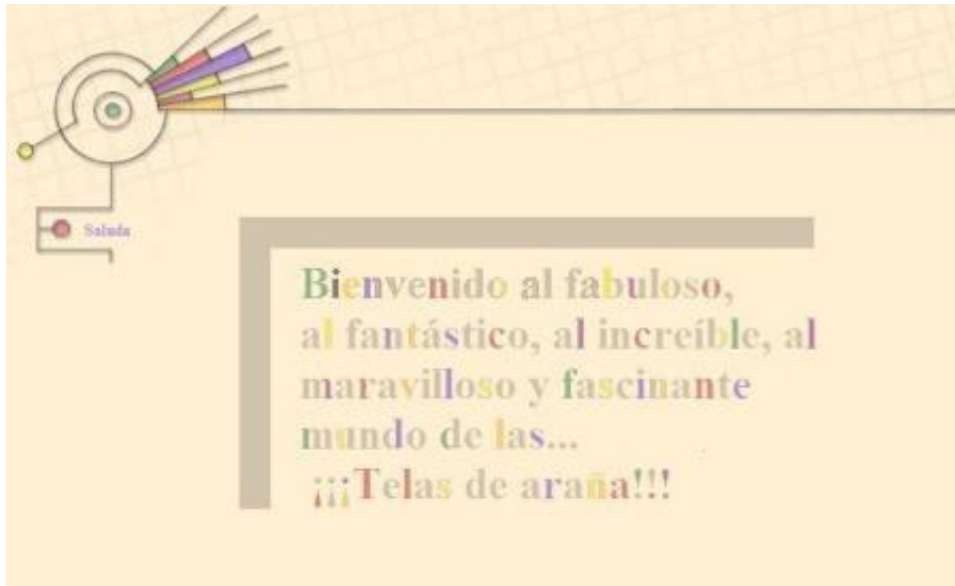 Saluda
Bienvenido al fabuloso,
al fantástico, al increíble, al
maravilloso y fascinante
mundo de las...
¡¡¡Telas de araña!!!